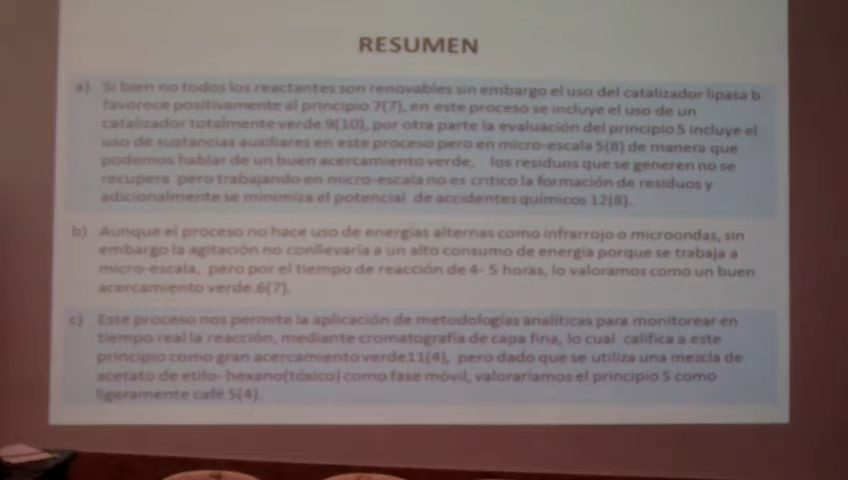 RESUMEN
a) Si bien no todos los reactantes son renovables sin embargo el uso del catalizador lipasa b
favorece positivamente al principio 7(7), en este proceso se incluye el uso de un
catalizador totalmente verde 9(10), por otra parte la evaluación del principio 5 incluye el
uso de sustancias auxiliares en este proceso pero en micro-escala 5(8) de manera que
podemos hablar de un buen acercamiento verde, los residuos que se generen no se
recupera pero trabajando en micro-escala no es critico la formación de residuos y
adicionalmente se minimiza el potencial de accidentes químicos 12(8).
b) Aunque el proceso no hace uso de energías alternas como infrarrojo o microondas, sin
embargo la agitación no conllevaría a un alto consumo de energía porque se trabaja a
micro-escala, pero por el tiempo de reacción de 4- 5 horas, lo valoramos como un buen
acercamiento verde.6(7).
c) Este proceso nos permite la aplicación de metodologías analíticas para monitorear en
tiempo real la reacción, mediante cromatografía de capa fina, lo cual califica a este
principio como gran acercamiento verde11(4), pero dado que se utiliza una mezcla de
acetato de etilo- hexano(tóxico) como fase móvil, valoraríamos el principio 5 como
ligeramente café 5(4).